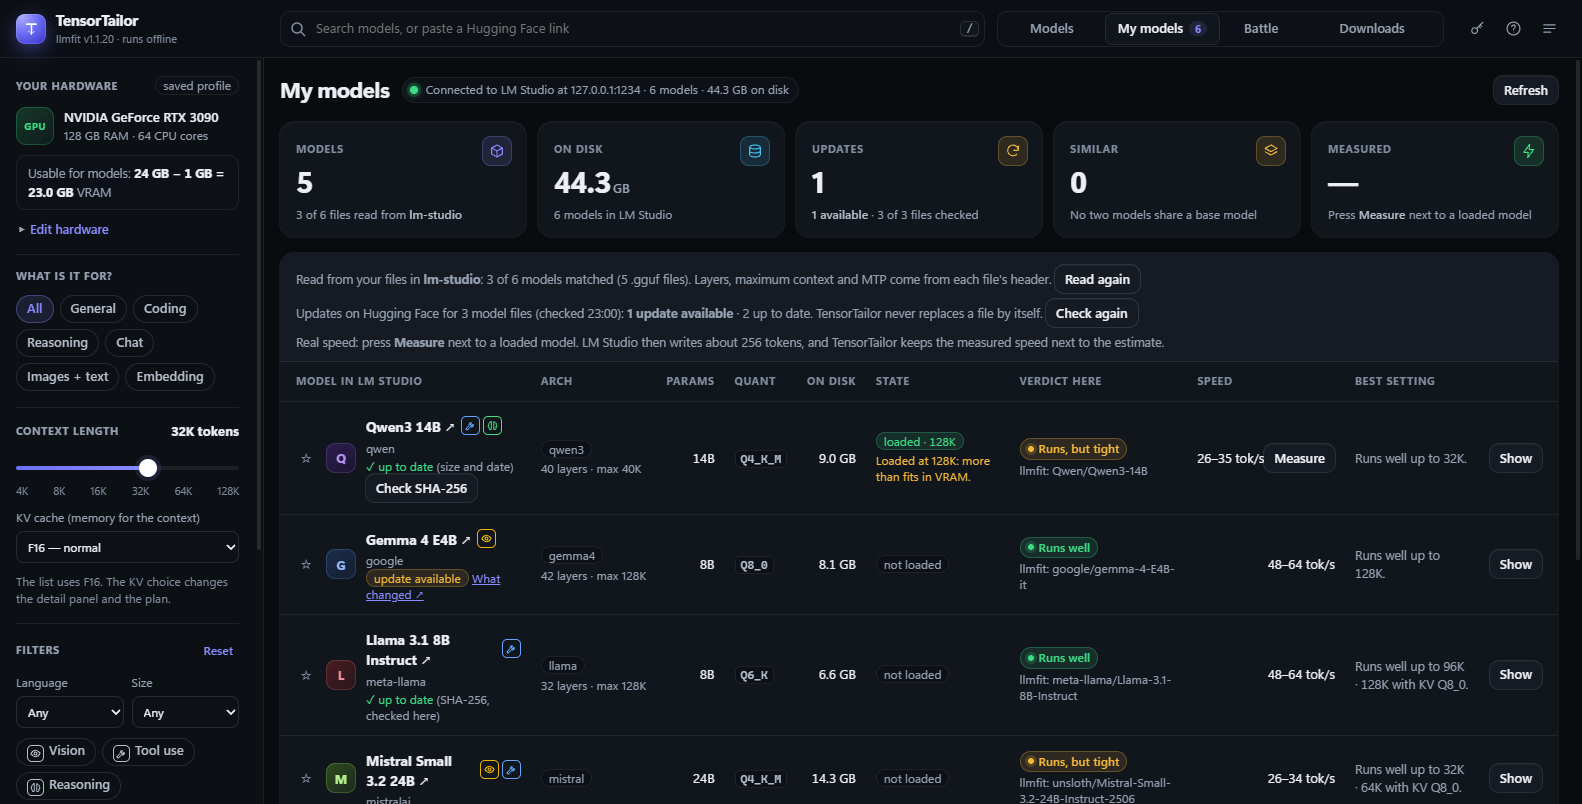 TensorTailor
llmfit v1.1.20 · runs offline
Search models, or paste a Hugging Face link
/
Models
My models 6
Battle
Downloads
YOUR HARDWARE
saved profile
GPU
NVIDIA GeForce RTX 3090
128 GB RAM · 64 CPU cores
Usable for models: 24 GB − 1 GB =
23.0 GB VRAM
▸ Edit hardware
WHAT IS IT FOR?
All
General
Coding
Reasoning
Chat
Images + text
Embedding
CONTEXT LENGTH
32K tokens
4K 8K 16K 32K 64K 128K
KV cache (memory for the context)
F16 — normal
The list uses F16. The KV choice changes
the detail panel and the plan.
FILTERS
Reset
Language
Size
Any
Any
Vision
Tool use
Reasoning
My models
Connected to LM Studio at 127.0.0.1:1234 · 6 models · 44.3 GB on disk
Refresh
MODELS
5
3 of 6 files read from lm-studio
ON DISK
44.3 GB
6 models in LM Studio
UPDATES
1
1 available · 3 of 3 files checked
SIMILAR
0
No two models share a base model
MEASURED
—
Press Measure next to a loaded model
Read from your files in lm-studio: 3 of 6 models matched (5 .gguf files). Layers, maximum context and MTP come from each file's header. Read again
Updates on Hugging Face for 3 model files (checked 23:00): 1 update available · 2 up to date. TensorTailor never replaces a file by itself. Check again
Real speed: press Measure next to a loaded model. LM Studio then writes about 256 tokens, and TensorTailor keeps the measured speed next to the estimate.
MODEL IN LM STUDIO ARCH PARAMS QUANT ON DISK STATE VERDICT HERE SPEED BEST SETTING
☆
Q
Qwen3 14B ↗
qwen
✓ up to date (size and date)
Check SHA-256
qwen3
40 layers · max 40K
14B
Q4_K_M
9.0 GB
loaded · 128K
Loaded at 128K: more
than fits in VRAM.
Runs, but tight
llmfit: Qwen/Qwen3-14B
26–35 tok/s
Measure
Runs well up to 32K.
Show
☆
G
Gemma 4 E4B ↗
google
update available What
changed ↗
gemma4
42 layers · max 128K
8B
Q8_0
8.1 GB
not loaded
Runs well
llmfit: google/gemma-4-E4B-
it
48–64 tok/s
Runs well up to
128K.
Show
☆
L
Llama 3.1 8B
Instruct ↗
meta-llama
✓ up to date (SHA-256,
checked here)
llama
32 layers · max 128K
8B
Q6_K
6.6 GB
not loaded
Runs well
llmfit: meta-llama/Llama-3.1-
8B-Instruct
48–64 tok/s
Runs well up to 96K
· 128K with KV Q8_0.
Show
☆
M
Mistral Small
3.2 24B ↗
mistralai
mistral
24B
Q4_K_M
14.3 GB
not loaded
Runs, but tight
llmfit: unsloth/Mistral-Small-
3.2-24B-Instruct-2506
26–34 tok/s
Runs well up to 32K
· 64K with KV Q8_0.
Show